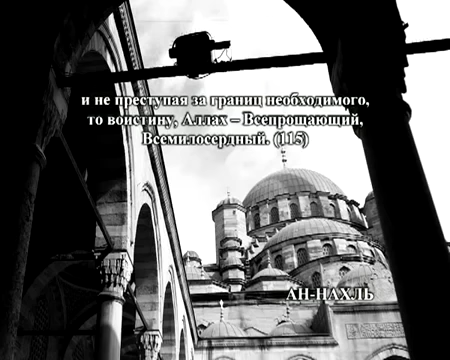 и не преступая за границ необходимого,
то воистину, Аллах – Всепрощающий,
Всемилосердный. (115)
АН-НАХЛЬ